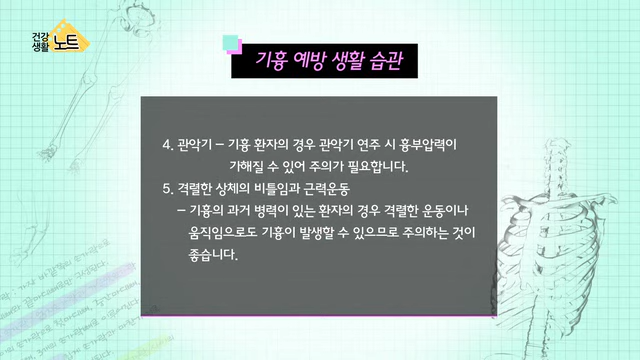 건강
생활
노트
기흉 예방 생활 습관
4. 관악기 – 기흉 환자의 경우 관악기 연주 시 흉부압력이
가해질 수 있어 주의가 필요합니다.
5. 격렬한 상체의 비틀임과 근력운동
– 기흉의 과거 병력이 있는 환자의 경우 격렬한 운동이나
움직임으로도 기흉이 발생할 수 있으므로 주의하는 것이
좋습니다.